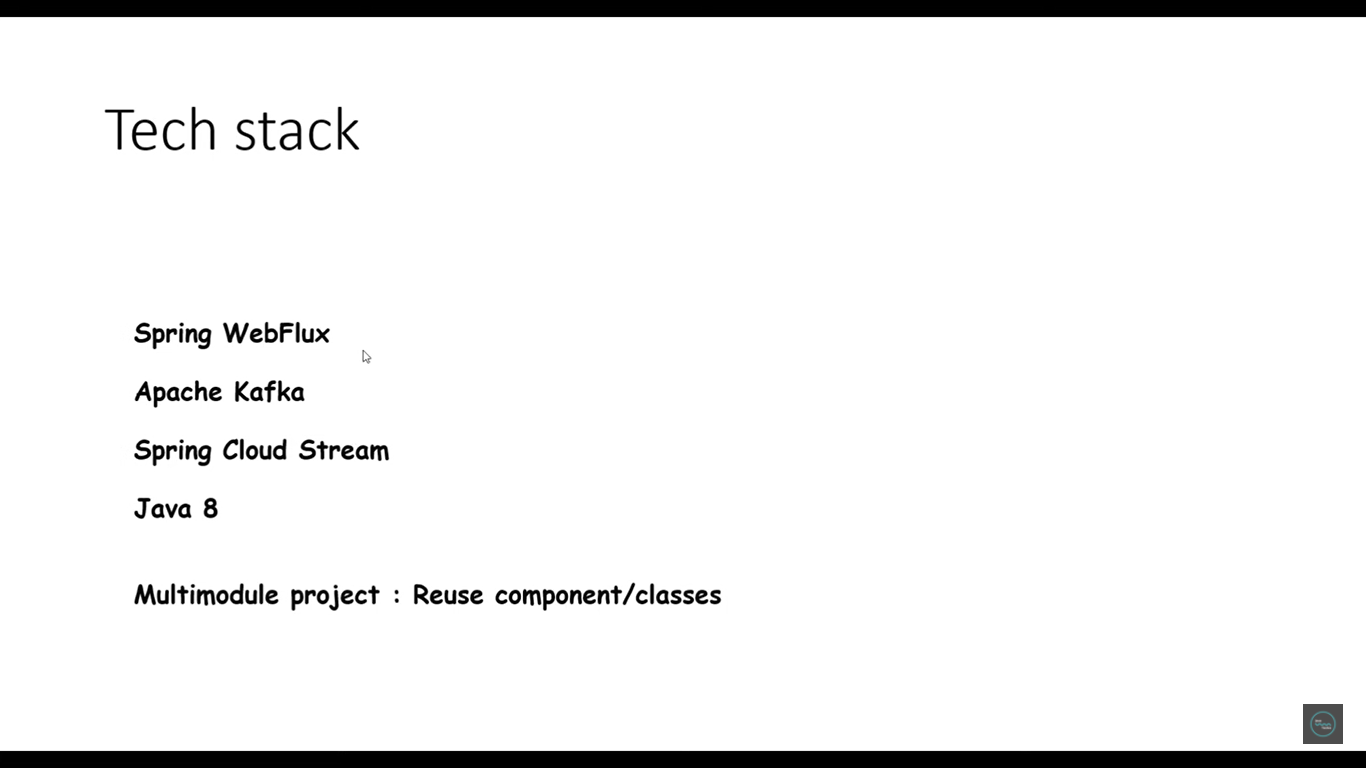 Tech stack
Spring WebFlux
Apache Kafka
Spring Cloud Stream
Java 8
Multimodule project : Reuse component/classes